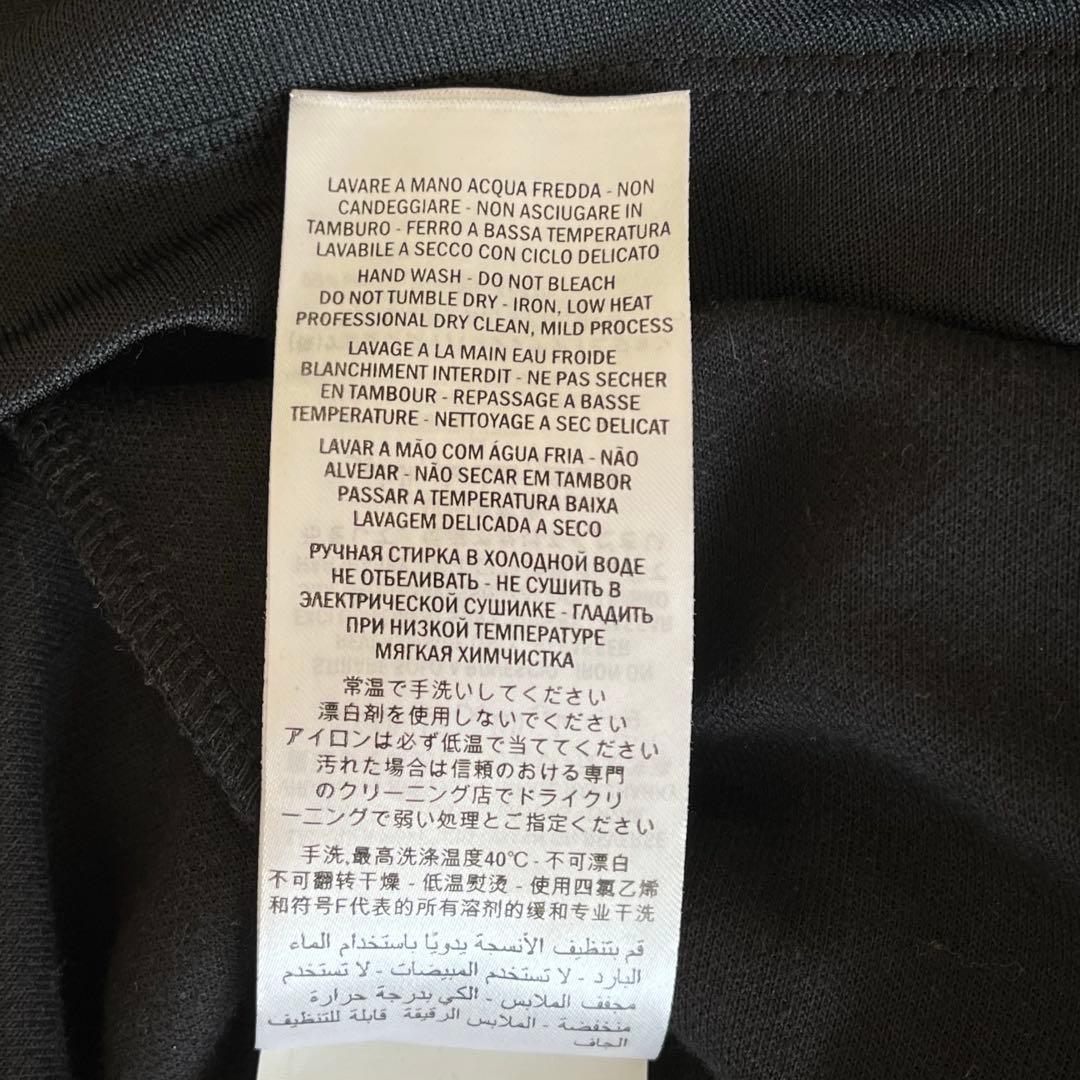 LAVARE A MANO ACQUA FREDDA - NON
CANDEGGIARE - NON ASCIUGARE IN
TAMBURO - FERRO A BASSA TEMPERATURA
LAVABILE A SECCO CON CICLO DELICATO
HAND WASH - DO NOT BLEACH
DO NOT TUMBLE DRY - IRON, LOW HEAT
PROFESSIONAL DRY CLEAN, MILD PROCESS
LAVAGE A LA MAIN EAU FROIDE
BLANCHIMENT INTERDIT - NE PAS SECHER
EN TAMBOUR - REPASSAGE A BASSE
TEMPERATURE - NETTOYAGE A SEC DELICAT
LAVAR A MÃO COM ÁGUA FRIA - NÃO
ALVEJAR - NÃO SECAR EM TAMBOR
PASSAR A TEMPERATURA BAIXA
LAVAGEM DELICADA A SECO
РУЧНАЯ СТИРКА В ХОЛОДНОЙ ВОДЕ
НЕ ОТБЕЛИВАТЬ - НЕ СУШИТЬ В
ЭЛЕКТРИЧЕСКОЙ СУШИЛКЕ - ГЛАДИТЬ
ПРИ НИЗКОЙ ТЕМПЕРАТУРЕ
МЯГКАЯ ХИМЧИСТКА
常温で手洗いしてください
漂白剤を使用しないでください
アイロンは必ず低温で当ててください
汚れた場合は信頼のおける専門
のクリーニング店でドライクリ
ーニングで弱い処理とご指定ください
手洗,最高洗涤温度40℃ - 不可漂白
不可翻转干燥 - 低温熨烫 - 使用四氯乙烯
和符号F代表的所有溶剂的缓和专业干洗
قم بتنظيف الأنسجة يدويًا باستخدام الماء
البارد - لا تستخدم المبيضات - لا تستخدم
مجفف الملابس - الكي بدرجة حرارة
منخفضة - الملابس الرقيقة قابلة للتنظيف
الجاف